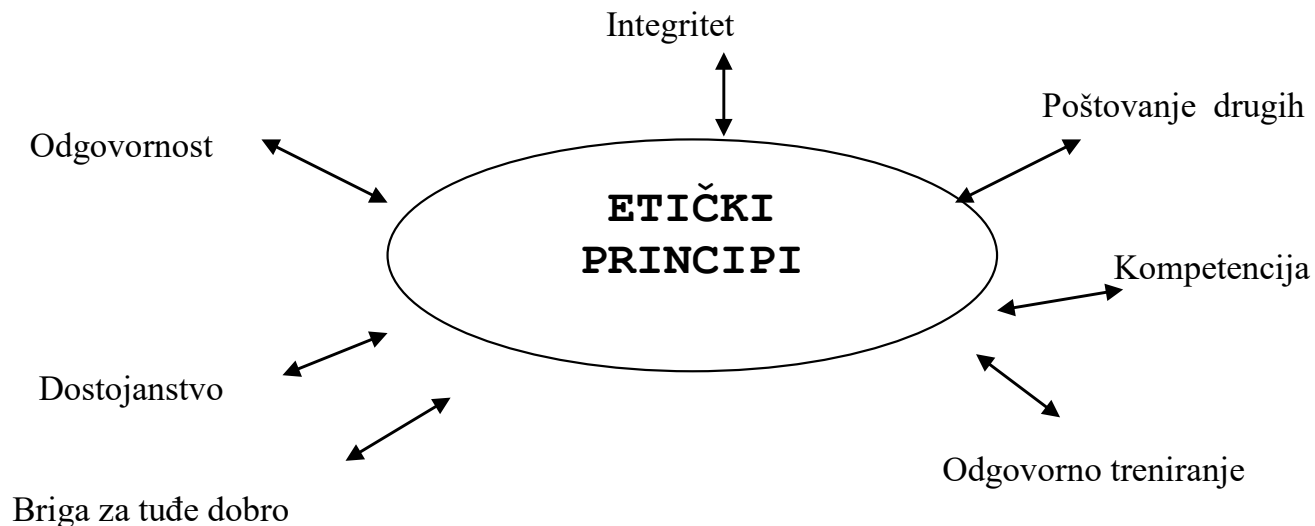 Integritet
Poštovanje drugih
Odgovornost
ETIČKI
PRINCIPI
Kompetencija
Dostojanstvo
Odgovorno treniranje
Briga za tuđe dobro